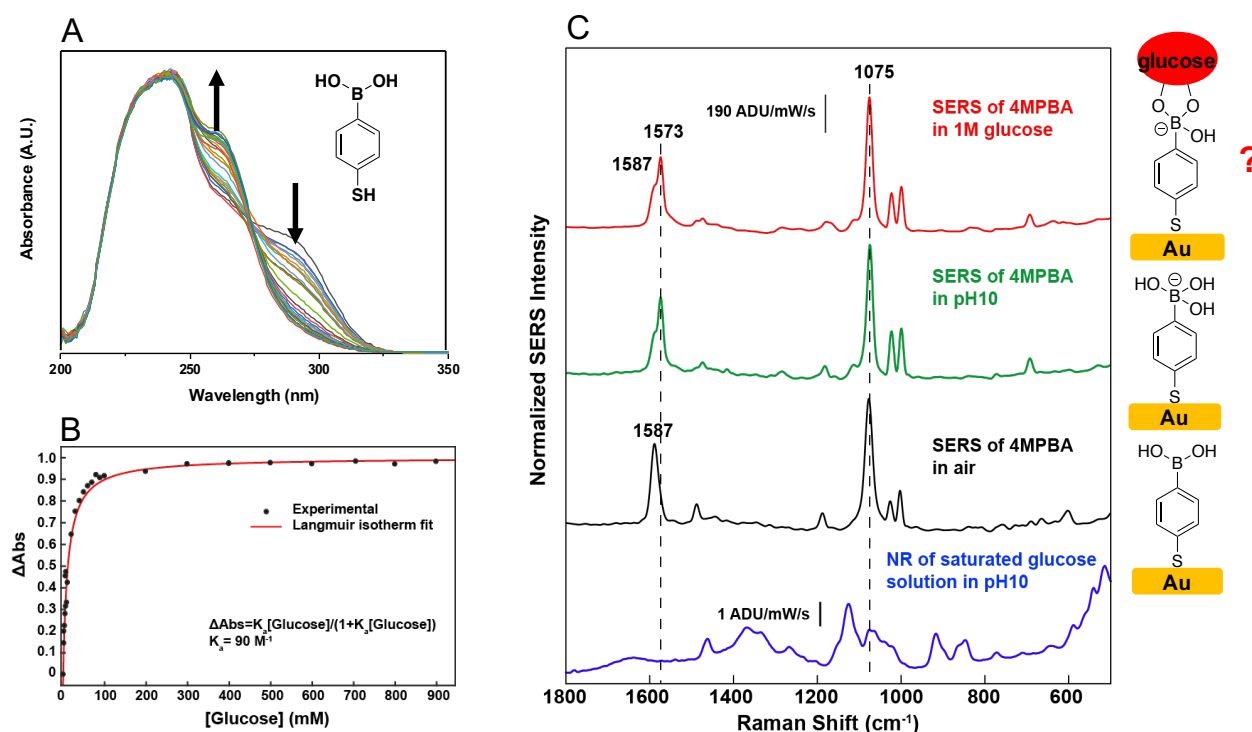 A
Absorbance (A.U.)
HO OH
B
SH
200 250 300 350
Wavelength (nm)
B
ΔAbs
1.0
0.9
0.8
0.7
0.6
0.5
0.4
0.3
0.2
0.1
0
Experimental
Langmuir isotherm fit
ΔAbs=Kₐ[Glucose]/(1+Kₐ[Glucose])
Kₐ= 90 M⁻¹
0 100 200 300 400 500 600 700 800 900
[Glucose] (mM)
C
Normalized SERS Intensity
1075
190 ADU/mW/s
SERS of 4MPBA
in 1M glucose
1573
1587
SERS of 4MPBA
in pH10
1587
SERS of 4MPBA
in air
NR of saturated glucose
solution in pH10
1 ADU/mW/s
1800 1600 1400 1200 1000 800 600
Raman Shift (cm⁻¹)
glucose
O O
B
⊖ OH
?
S
Au
⊖
HO OH
B
OH
S
Au
HO OH
B
S
Au